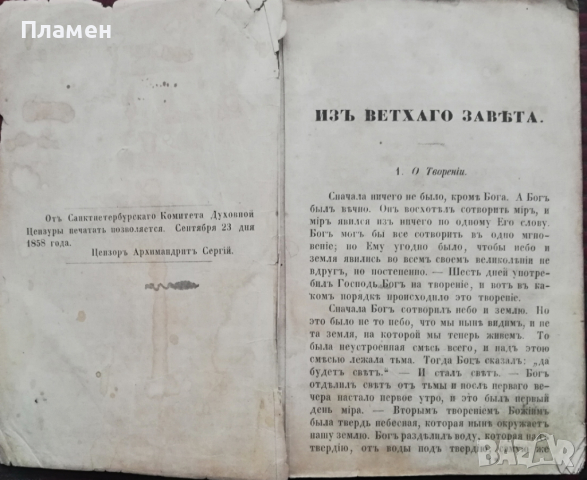 Пламен
Отъ Санктпетербурскаго Комитета Духовной
Цензуры печатать позволяется. Сентября 23 дня
1858 года.
Цензоръ Архимандритъ Сергій.
ИЗЪ ВЕТХАГО ЗАВѢТА.
1. О Твореніи.
Сначала ничего не было, кромѣ Бога. А Богъ
былъ вѣчно. Онъ восхотѣлъ сотворить міръ, и
міръ явился изъ ничего по одному Его слову.
Богъ могъ бы все сотворить въ одно мгно-
веніе; но Ему угодно было, чтобы небо и
земля явились во всемъ своемъ великолѣпіи не
вдругъ, но постепенно. — Шесть дней употре-
билъ Господь Богъ на твореніе, и вотъ въ ка-
комъ порядкѣ происходило это твореніе.
Сначала Богъ сотворилъ небо и землю. Но
это было не то небо, что мы нынѣ видимъ, и не
та земля, на которой мы теперь живемъ. То
была неустроенная смѣсь всего, и надъ этою
смѣсью лежала тьма. Тогда Богъ сказалъ: „да
будетъ свѣтъ.“ — И сталъ свѣтъ. — Богъ
отдѣлилъ свѣтъ отъ тьмы и послѣ перваго ве-
чера настало первое утро, и это былъ первый
день міра. — Вторымъ твореніемъ Божіимъ
была твердь небесная, которая нынѣ окружаетъ
нашу землю. Богъ раздѣлилъ воду, которая
твердію, отъ воды подъ твердію же
bazar